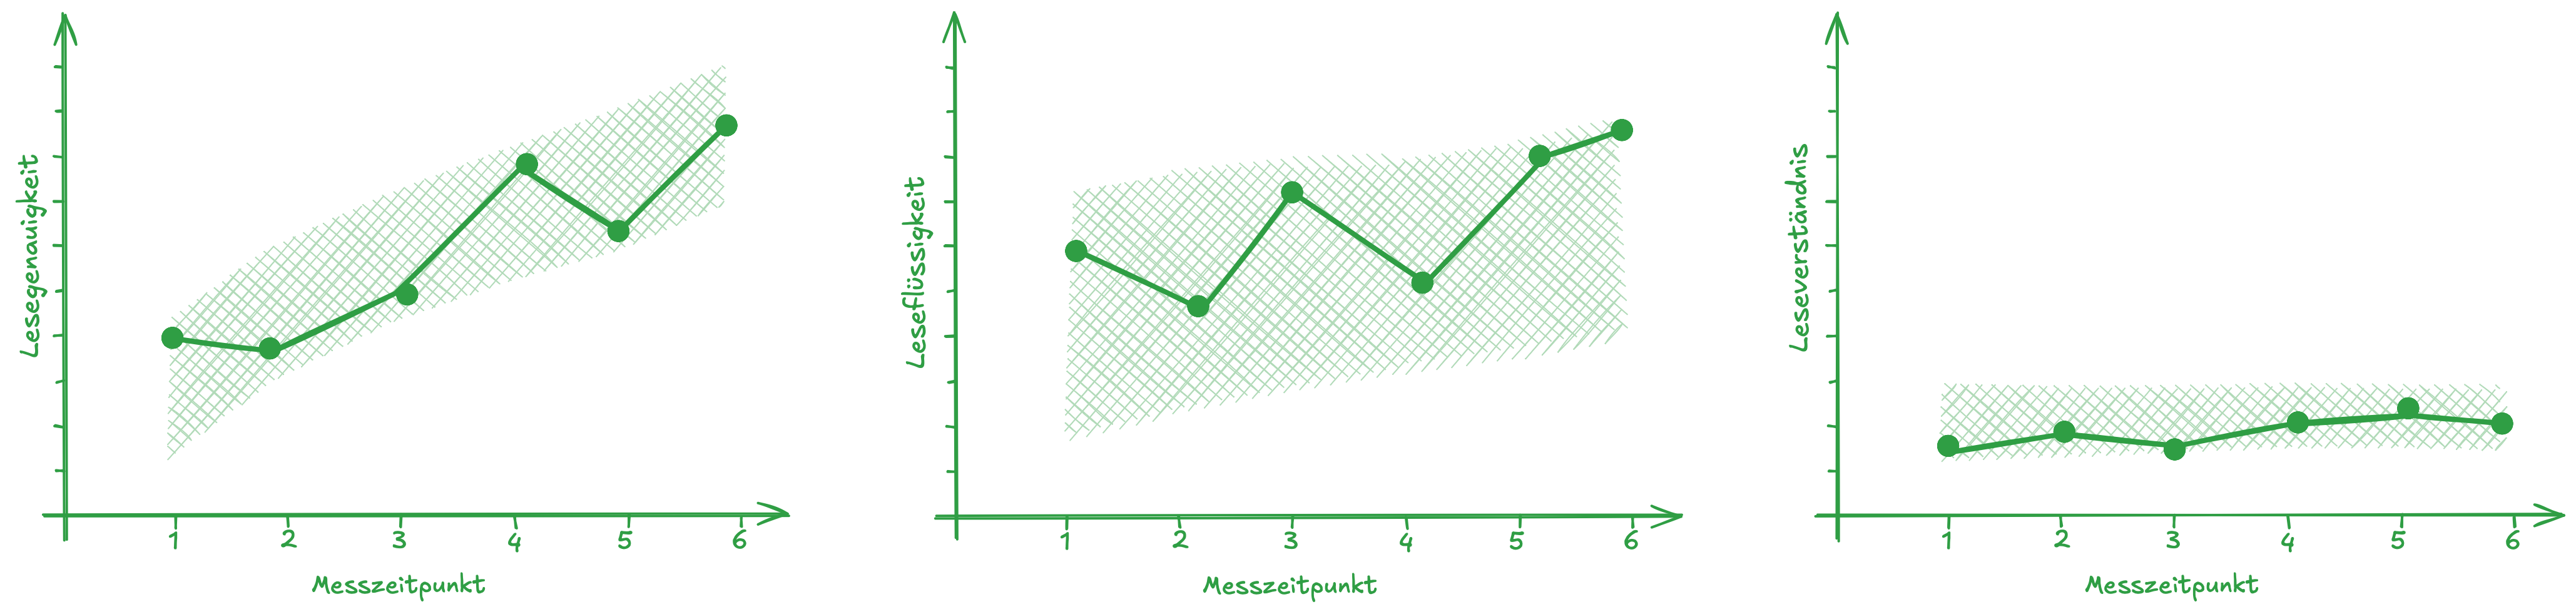 Lesegenauigkeit
1 2 3 4 5 6
Messzeitpunkt
Leseflüssigkeit
1 2 3 4 5 6
Messzeitpunkt
Leseverständnis
1 2 3 4 5 6
Messzeitpunkt